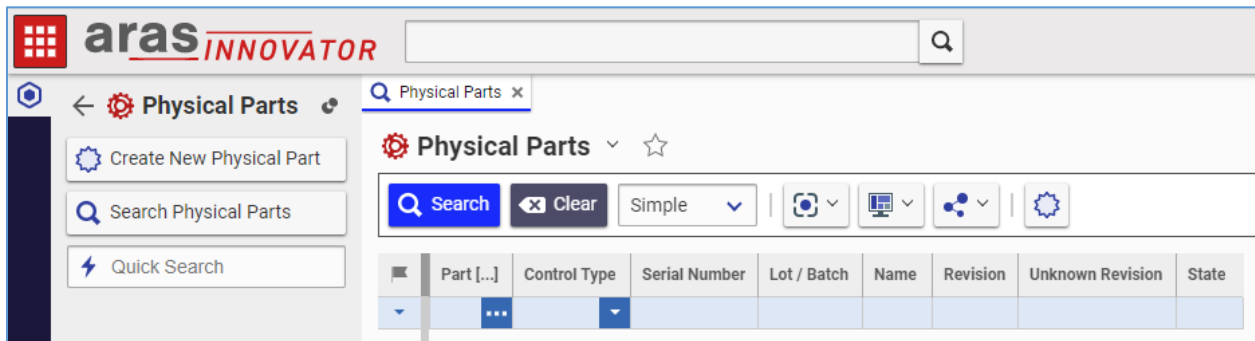 aras INNOVATOR
Physical Parts
Create New Physical Part
Search Physical Parts
Quick Search
Physical Parts ×
Physical Parts
Search Clear Simple
Part [...] Control Type Serial Number Lot / Batch Name Revision Unknown Revision State